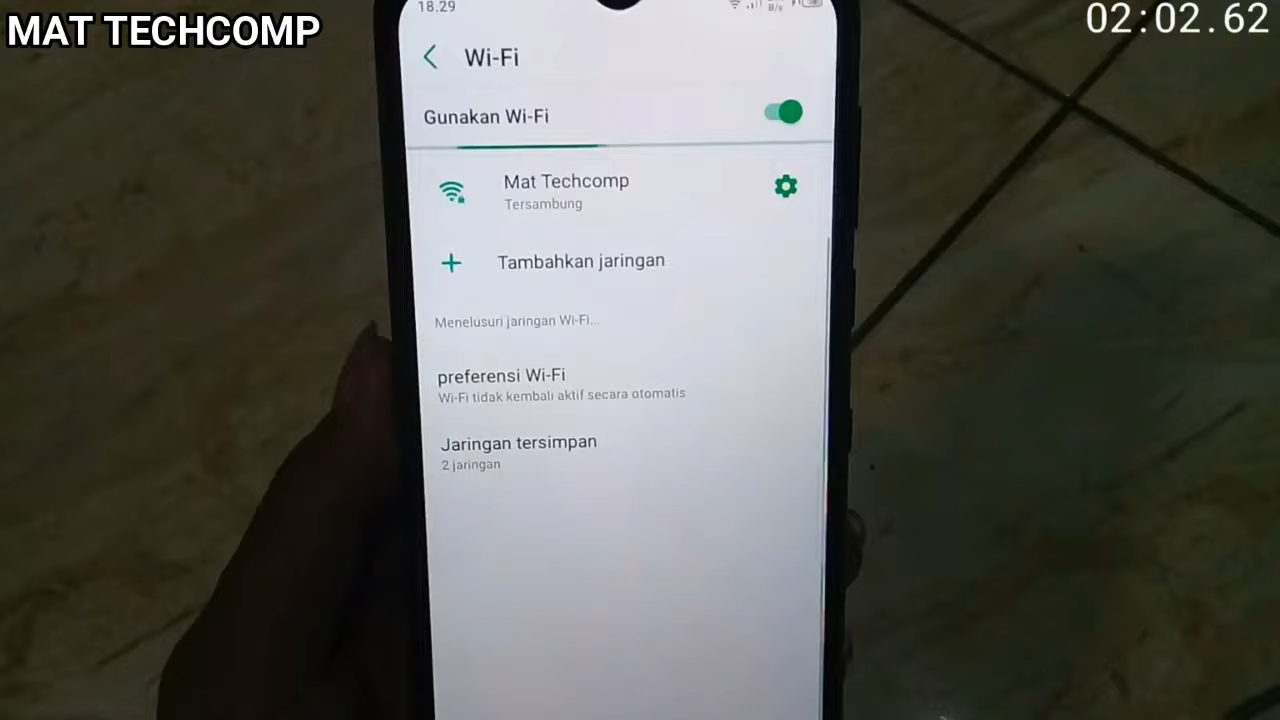 MAT TECHCOMP
02:02.62
18.29
B/s
Wi-Fi
Gunakan Wi-Fi
Mat Techcomp
Tersambung
Tambahkan jaringan
Menelusuri jaringan Wi-Fi...
preferensi Wi-Fi
Wi-Fi tidak kembali aktif secara otomatis
Jaringan tersimpan
2 jaringan